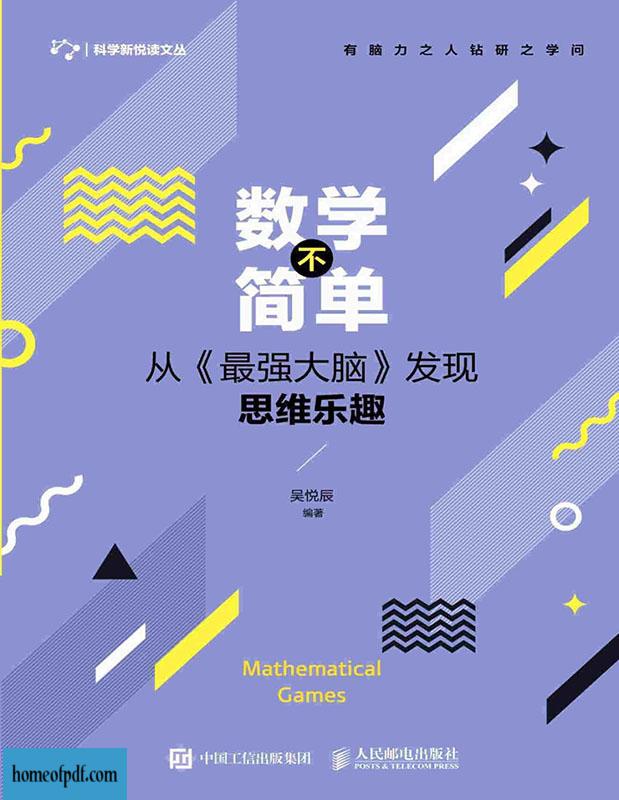 科学新悦读文丛
有脑力之人钻研之学问
数学
不
简单
从《最强大脑》发现
思维乐趣
吴悦辰
编著
Mathematical
Games
中国工信出版集团
人民邮电出版社
POSTS & TELECOM PRESS
homeofpdf.com